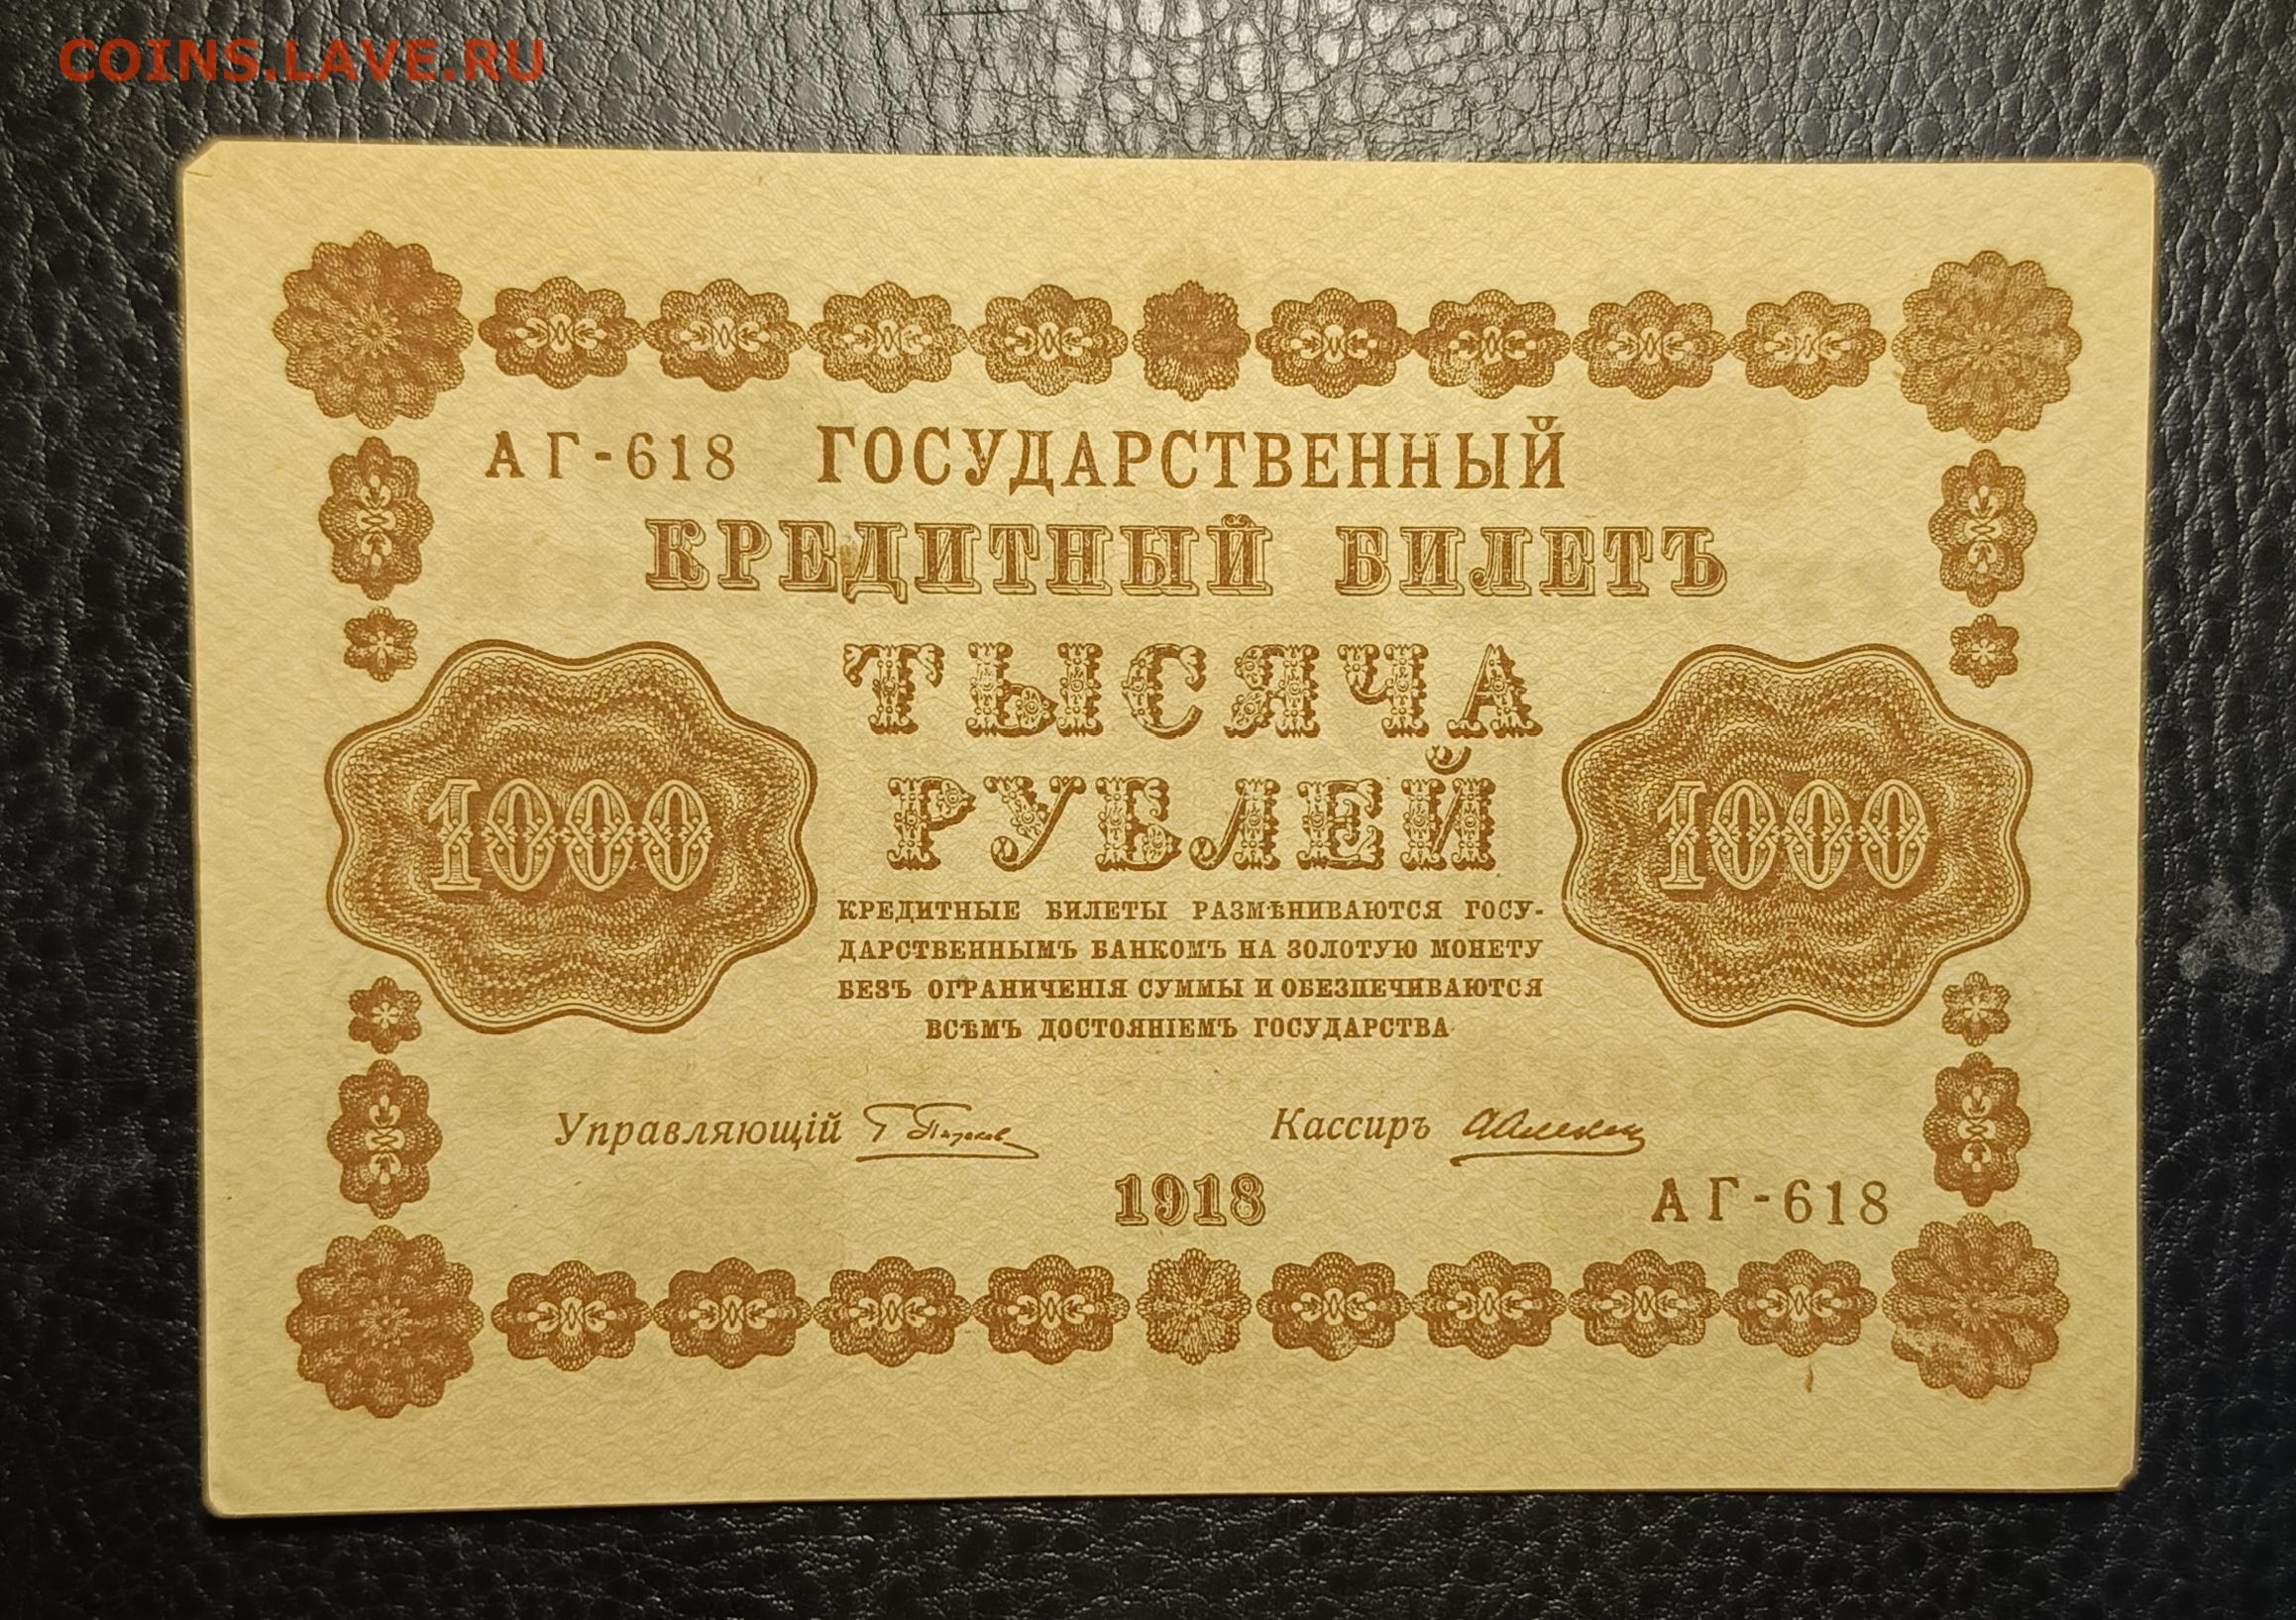 COINS.LAVE.RU
АГ-618 ГОСУДАРСТВЕННЫЙ
КРЕДИТНЫЙ БИЛЕТЪ
ТЫСЯЧА
РУБЛЕЙ
1000 1000
КРЕДИТНЫЕ БИЛЕТЫ РАЗМѢНИВАЮТСЯ ГОСУ-
ДАРСТВЕННЫМЪ БАНКОМЪ НА ЗОЛОТУЮ МОНЕТУ
БЕЗЪ ОГРАНИЧЕНІЯ СУММЫ И ОБЕЗПЕЧИВАЮТСЯ
ВСѢМЪ ДОСТОЯНІЕМЪ ГОСУДАРСТВА
Управляющій Кассиръ
1918
АГ-618